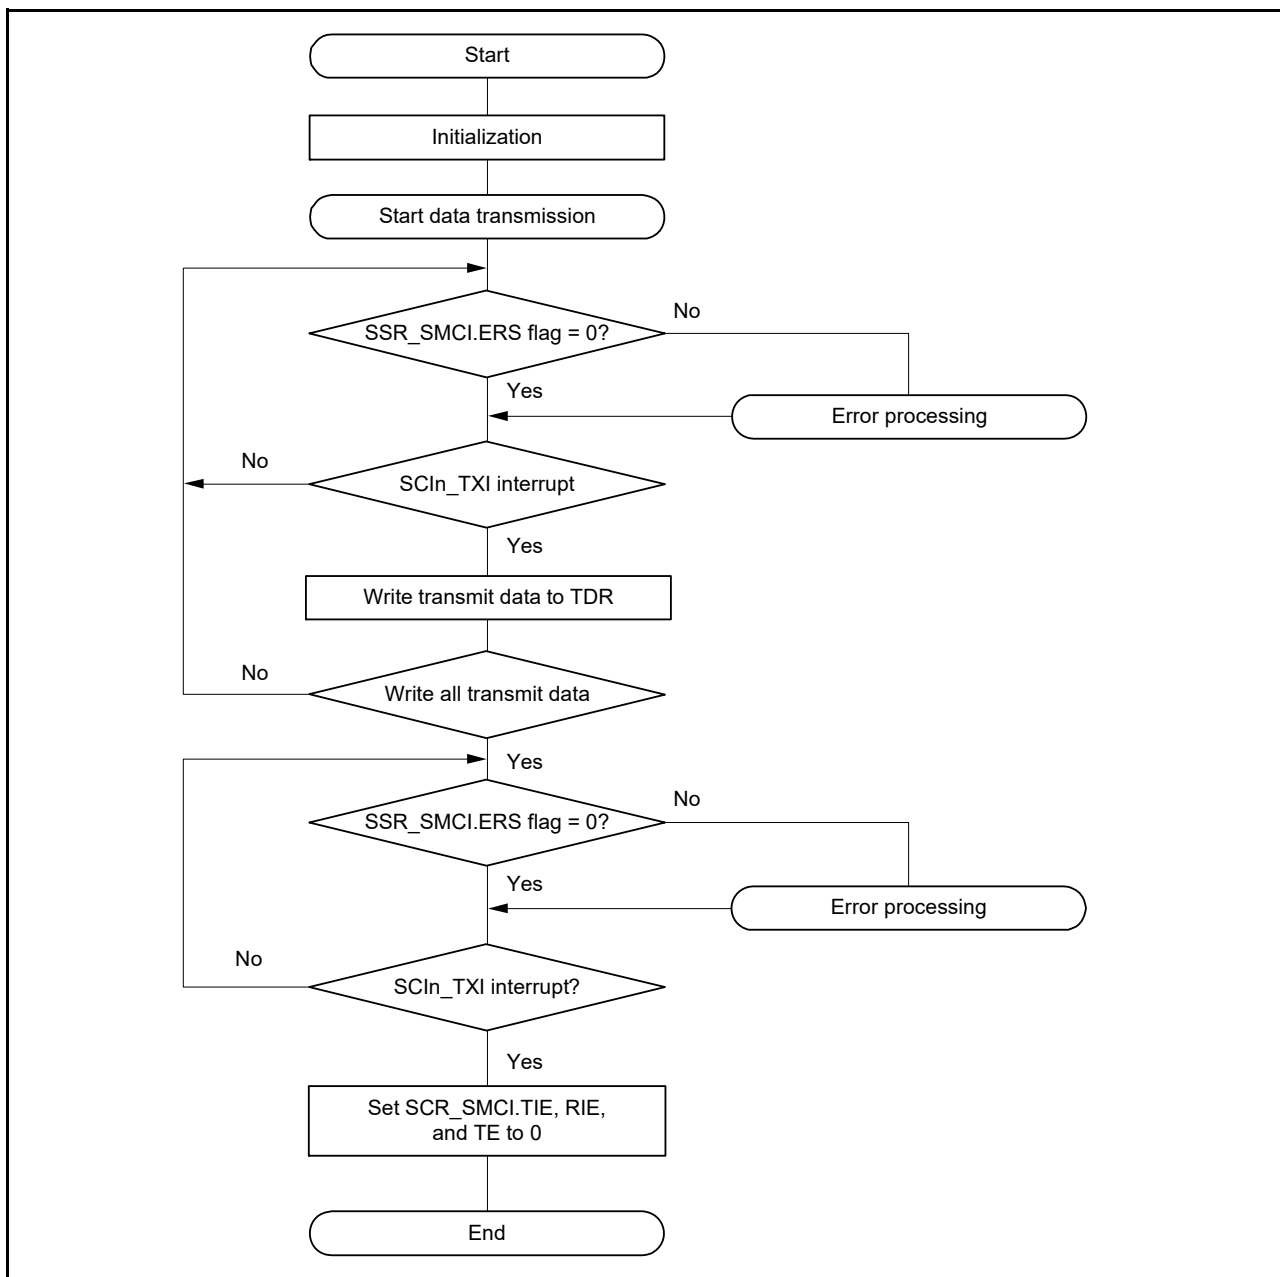 Start
Initialization
Start data transmission
SSR_SMCI.ERS flag = 0?
No
Yes
Error processing
No
SCIn_TXI interrupt
Yes
Write transmit data to TDR
No
Write all transmit data
Yes
SSR_SMCI.ERS flag = 0?
No
Yes
Error processing
No
SCIn_TXI interrupt?
Yes
Set SCR_SMCI.TIE, RIE,
and TE to 0
End